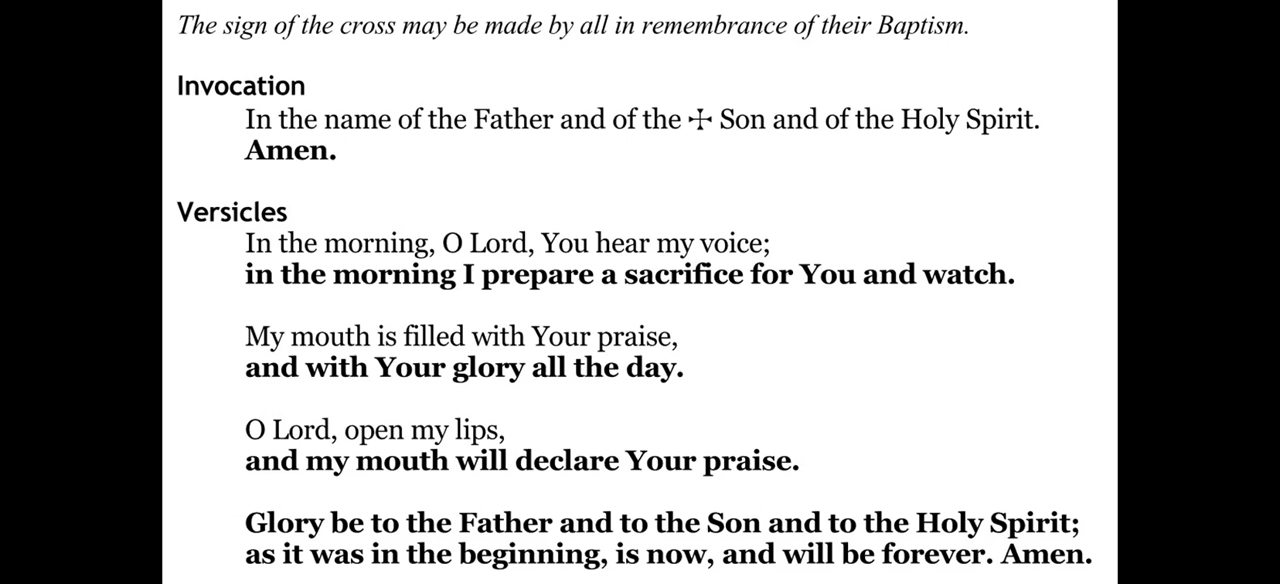 The sign of the cross may be made by all in remembrance of their Baptism.
Invocation
In the name of the Father and of the ☩ Son and of the Holy Spirit.
Amen.
Versicles
In the morning, O Lord, You hear my voice;
in the morning I prepare a sacrifice for You and watch.
My mouth is filled with Your praise,
and with Your glory all the day.
O Lord, open my lips,
and my mouth will declare Your praise.
Glory be to the Father and to the Son and to the Holy Spirit;
as it was in the beginning, is now, and will be forever. Amen.